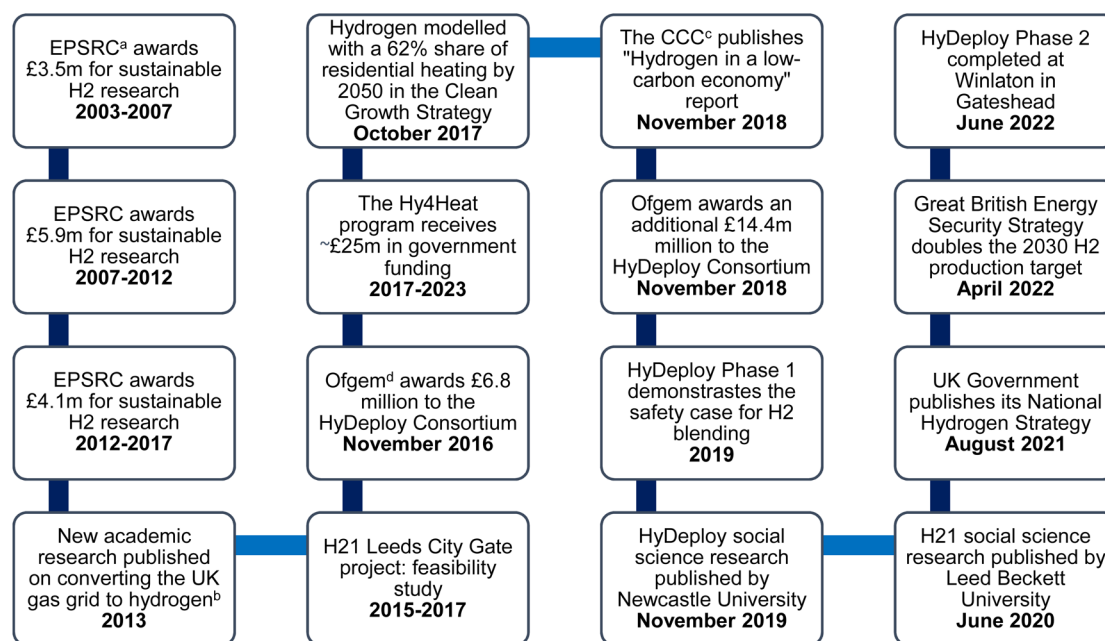 EPSRCᵃ awards
£3.5m for sustainable
H2 research
2003-2007
EPSRC awards
£5.9m for sustainable
H2 research
2007-2012
EPSRC awards
£4.1m for sustainable
H2 research
2012-2017
New academic
research published
on converting the UK
gas grid to hydrogenᵇ
2013
H21 Leeds City Gate
project: feasibility
study
2015-2017
Ofgemᵈ awards £6.8
million to the
HyDeploy Consortium
November 2016
The Hy4Heat
program receives
~£25m in government
funding
2017-2023
Hydrogen modelled
with a 62% share of
residential heating by
2050 in the Clean
Growth Strategy
October 2017
The CCCᶜ publishes
"Hydrogen in a low-
carbon economy"
report
November 2018
Ofgem awards an
additional £14.4m
million to the
HyDeploy Consortium
November 2018
HyDeploy Phase 1
demonstrastes the
safety case for H2
blending
2019
HyDeploy social
science research
published by
Newcastle University
November 2019
H21 social science
research published by
Leed Beckett
University
June 2020
UK Government
publishes its National
Hydrogen Strategy
August 2021
Great British Energy
Security Strategy
doubles the 2030 H2
production target
April 2022
HyDeploy Phase 2
completed at
Winlaton in
Gateshead
June 2022